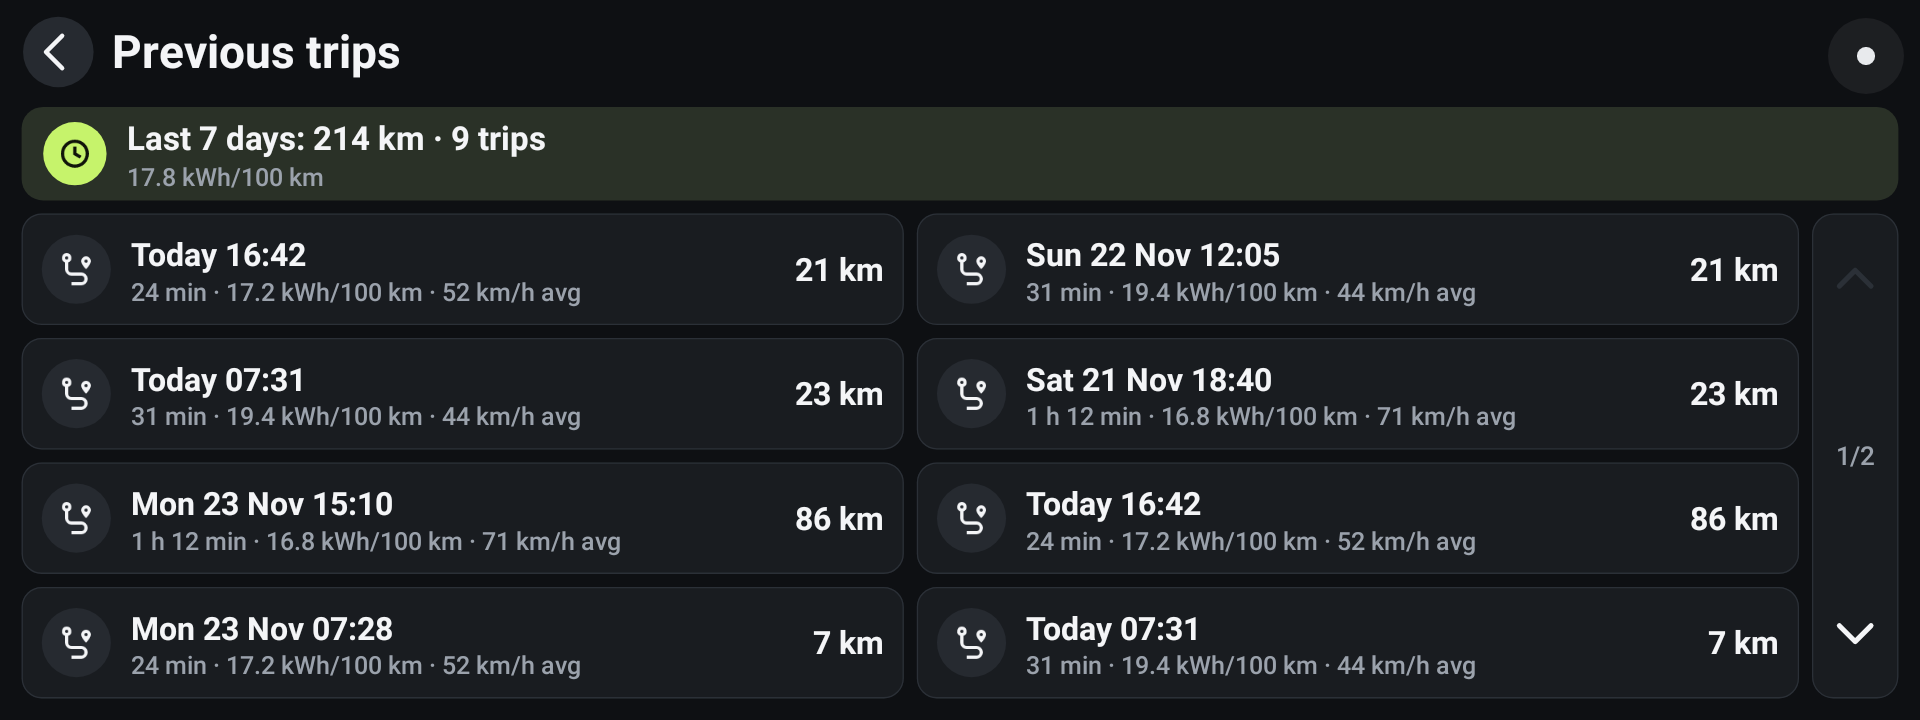 Previous trips
Last 7 days: 214 km · 9 trips
17.8 kWh/100 km
Today 16:42
24 min · 17.2 kWh/100 km · 52 km/h avg
21 km
Today 07:31
31 min · 19.4 kWh/100 km · 44 km/h avg
23 km
Mon 23 Nov 15:10
1 h 12 min · 16.8 kWh/100 km · 71 km/h avg
86 km
Mon 23 Nov 07:28
24 min · 17.2 kWh/100 km · 52 km/h avg
7 km
Sun 22 Nov 12:05
31 min · 19.4 kWh/100 km · 44 km/h avg
21 km
Sat 21 Nov 18:40
1 h 12 min · 16.8 kWh/100 km · 71 km/h avg
23 km
Today 16:42
24 min · 17.2 kWh/100 km · 52 km/h avg
86 km
Today 07:31
31 min · 19.4 kWh/100 km · 44 km/h avg
7 km
1/2